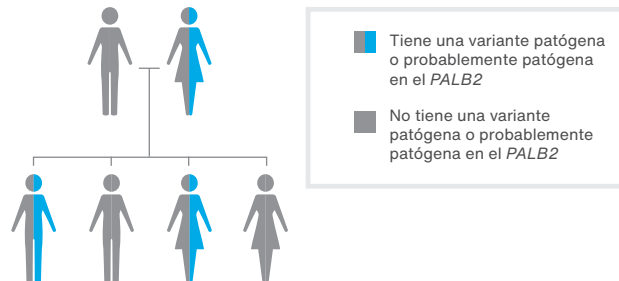 Tiene una variante patógena
o probablemente patógena
en el PALB2
No tiene una variante
patógena o probablemente
patógena en el PALB2